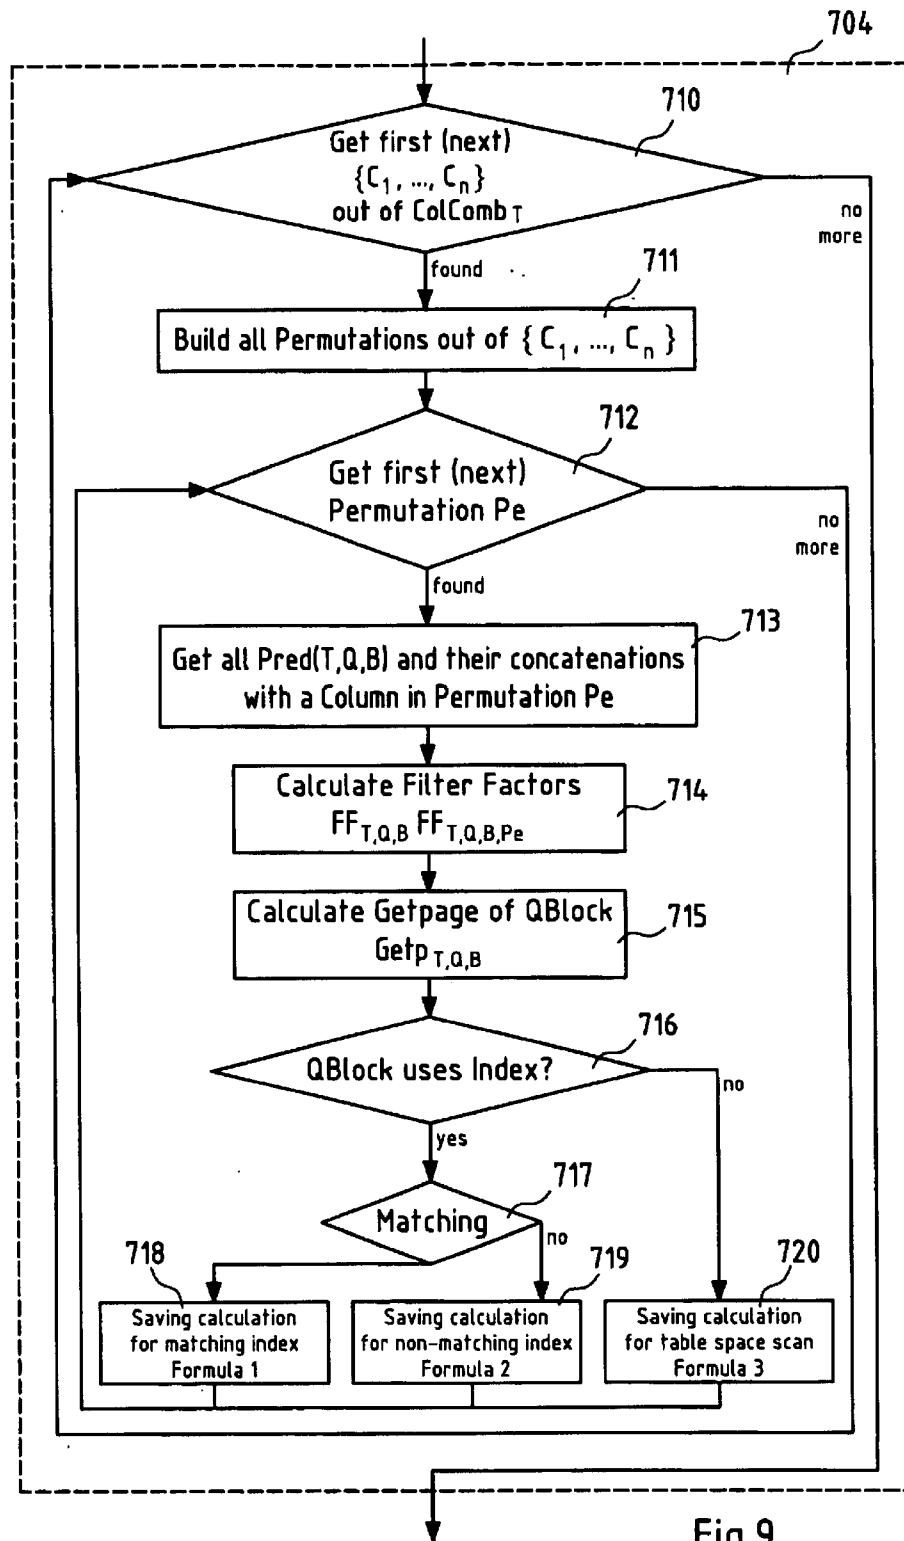 704
710
Get first (next)
{C1, ..., Cn}
out of ColComb T
no
more
found
711
Build all Permutations out of { C1, ..., Cn }
712
Get first (next)
Permutation Pe
no
more
found
713
Get all Pred(T,Q,B) and their concatenations
with a Column in Permutation Pe
714
Calculate Filter Factors
FF T,Q,B FF T,Q,B,Pe
715
Calculate Getpage of QBlock
Getp T,Q,B
716
QBlock uses Index?
no
yes
717
Matching
no
718
Saving calculation
for matching index
Formula 1
719
Saving calculation
for non-matching index
Formula 2
720
Saving calculation
for table space scan
Formula 3
Fig.9